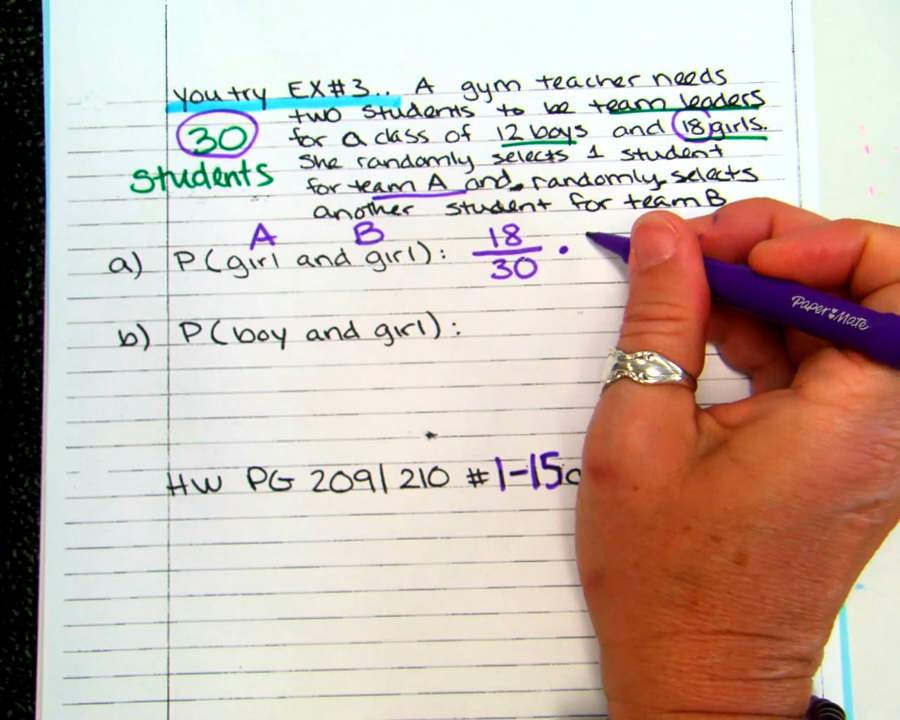 you try EX#3.. A gym teacher needs
two students to be team leaders
30 for a class of 12 boys and 18 girls.
She randomly selects 1 student
students for team A and randomly selects
another student for team B
A B
a) P(girl and girl): 18/30 ·
b) P(boy and girl):
HW PG 209/210 #1-15
Paper Mate